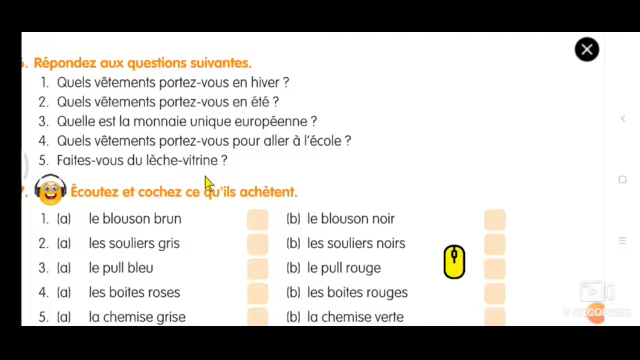 6. Répondez aux questions suivantes.
1. Quels vêtements portez-vous en hiver ?
2. Quels vêtements portez-vous en été ?
3. Quelle est la monnaie unique européenne ?
4. Quels vêtements portez-vous pour aller à l'école ?
5. Faites-vous du lèche-vitrine ?
7. Écoutez et cochez ce qu'ils achètent.
1. (a) le blouson brun (b) le blouson noir
2. (a) les souliers gris (b) les souliers noirs
3. (a) le pull bleu (b) le pull rouge
4. (a) les boites roses (b) les boites rouges
5. (a) la chemise grise (b) la chemise verte
RECORDER